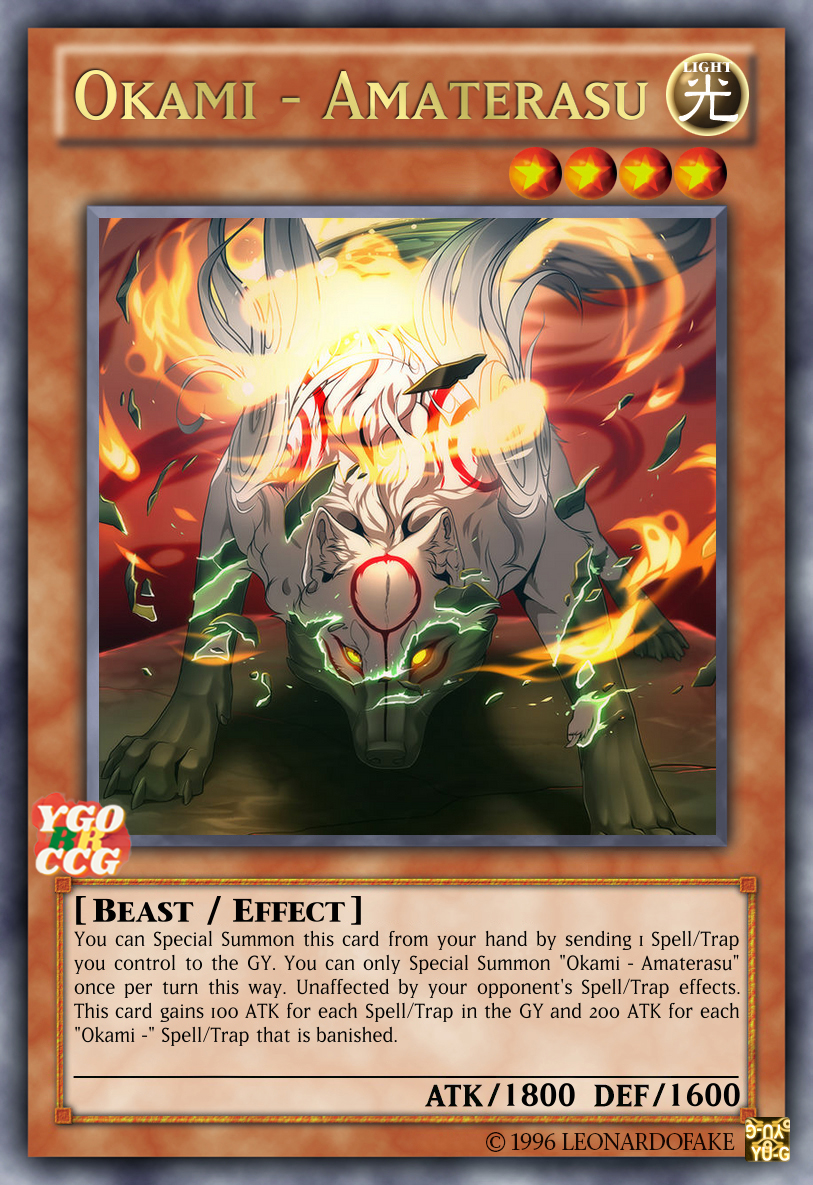 OKAMI - AMATERASU
LIGHT
光
YGO
BR
CCG
[ BEAST / EFFECT ]
You can Special Summon this card from your hand by sending 1 Spell/Trap
you control to the GY. You can only Special Summon "Okami - Amaterasu"
once per turn this way. Unaffected by your opponent's Spell/Trap effects.
This card gains 100 ATK for each Spell/Trap in the GY and 200 ATK for each
"Okami -" Spell/Trap that is banished.
ATK/1800 DEF/1600
© 1996 LEONARDOFAKE